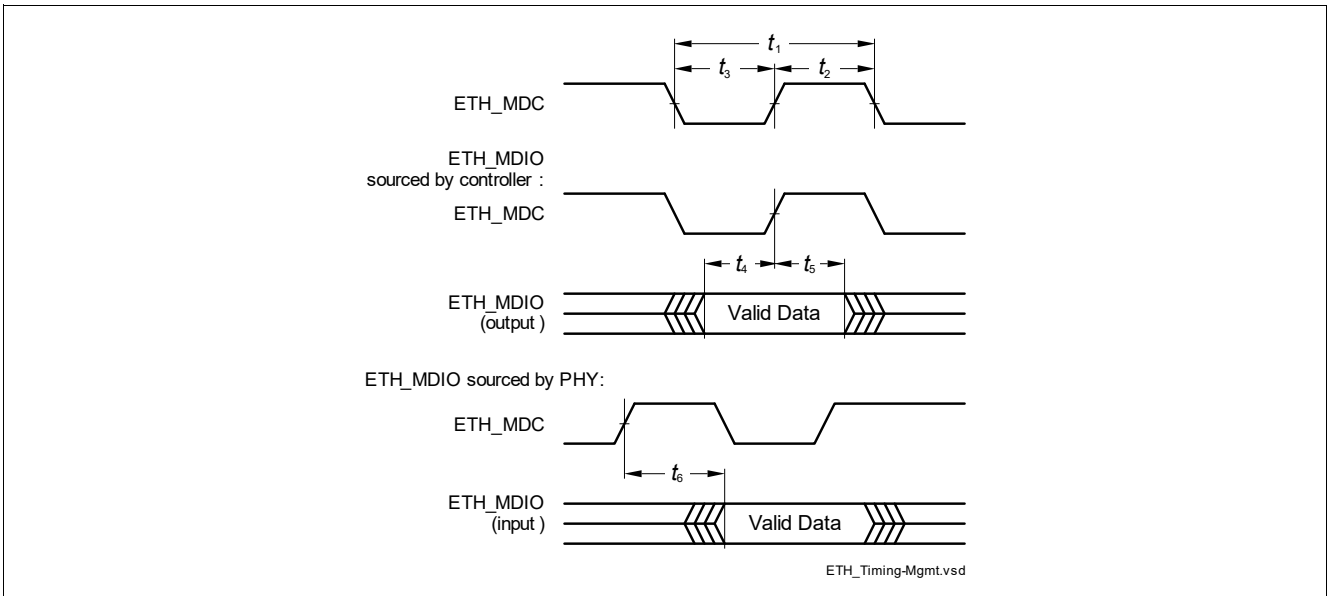 t₁
t₃ t₂
ETH_MDC
ETH_MDIO
sourced by controller :
ETH_MDC
t₄ t₅
ETH_MDIO
(output )
Valid Data
ETH_MDIO sourced by PHY:
ETH_MDC
t₆
ETH_MDIO
(input )
Valid Data
ETH_Timing-Mgmt.vsd